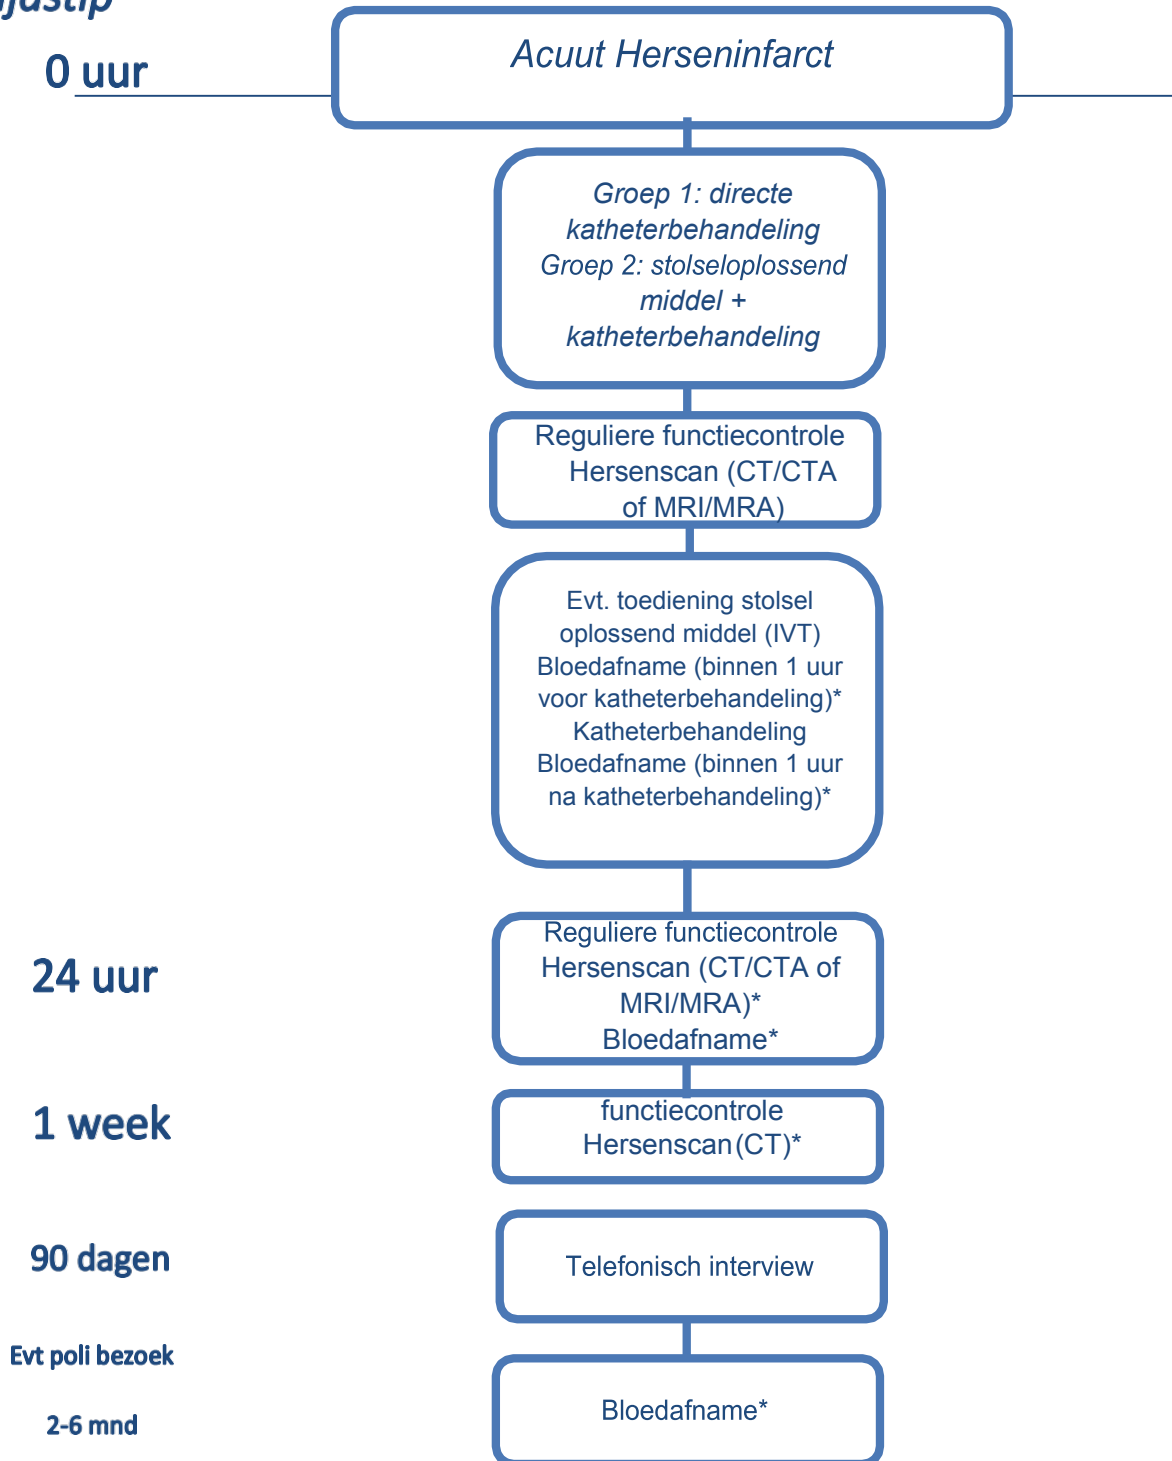 0 uur
Acuut Herseninfarct
Groep 1: directe
katheterbehandeling
Groep 2: stolseloplossend
middel +
katheterbehandeling
Reguliere functiecontrole
Hersenscan (CT/CTA
of MRI/MRA)
Evt. toediening stolsel
oplossend middel (IVT)
Bloedafname (binnen 1 uur
voor katheterbehandeling)*
Katheterbehandeling
Bloedafname (binnen 1 uur
na katheterbehandeling)*
24 uur
Reguliere functiecontrole
Hersenscan (CT/CTA of
MRI/MRA)*
Bloedafname*
1 week
functiecontrole
Hersenscan (CT)*
90 dagen
Telefonisch interview
Evt poli bezoek
2-6 mnd
Bloedafname*